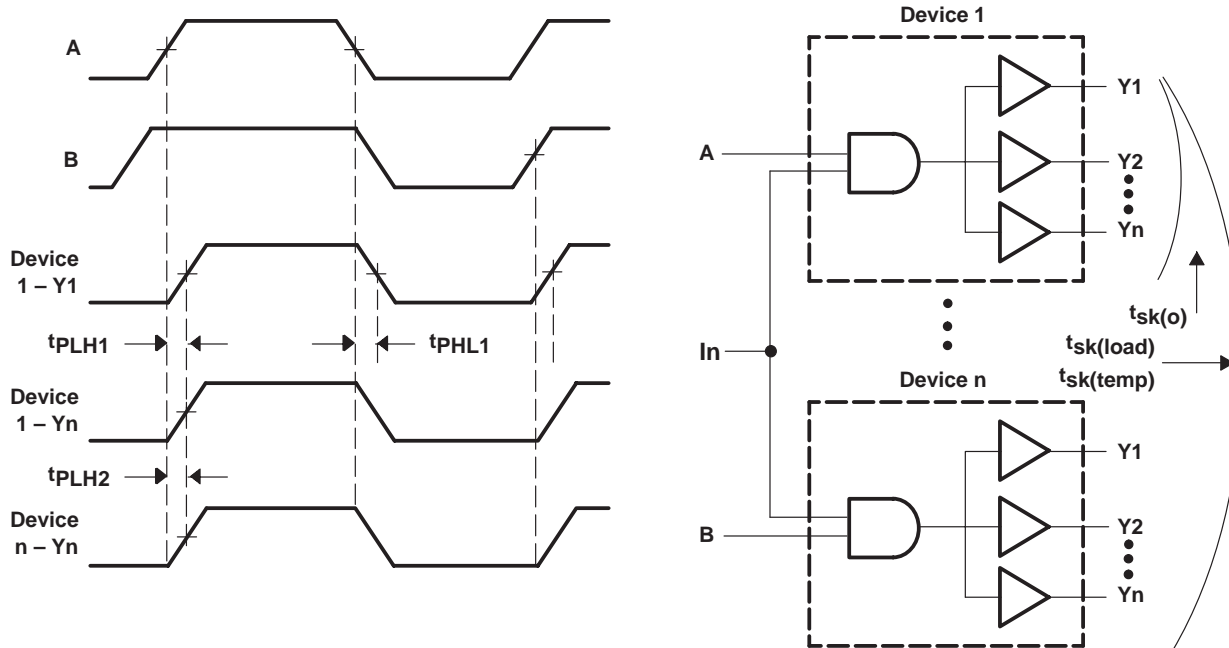 A
B
Device
1 – Y1
tPLH1
tPHL1
Device
1 – Yn
tPLH2
Device
n – Yn
Device 1
A
Y1
Y2
Yn
tsk(o)
In
tsk(load)
tsk(temp)
Device n
B
Y1
Y2
Yn